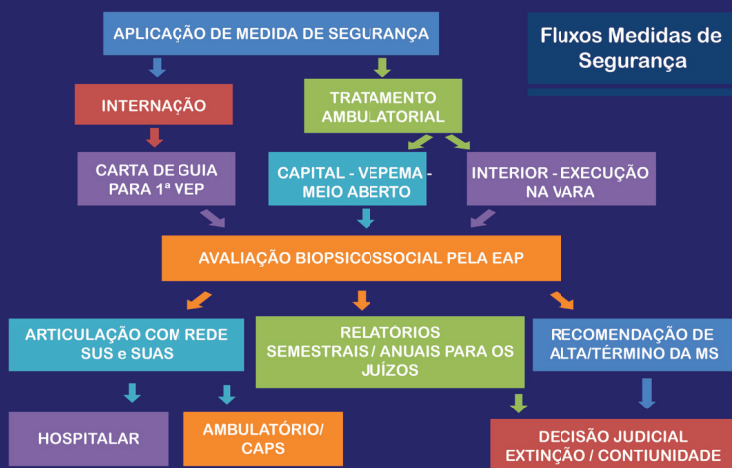 APLICAÇÃO DE MEDIDA DE SEGURANÇA
Fluxos Medidas de
Segurança
INTERNAÇÃO
TRATAMENTO
AMBULATORIAL
CARTA DE GUIA
PARA 1ª VEP
CAPITAL - VEPEMA -
MEIO ABERTO
INTERIOR - EXECUÇÃO
NA VARA
AVALIAÇÃO BIOPSICOSSOCIAL PELA EAP
ARTICULAÇÃO COM REDE
SUS e SUAS
RELATÓRIOS
SEMESTRAIS / ANUAIS PARA OS
JUÍZOS
RECOMENDAÇÃO DE
ALTA/TÉRMINO DA MS
HOSPITALAR
AMBULATÓRIO/
CAPS
DECISÃO JUDICIAL
EXTINÇÃO / CONTIUNIDADE